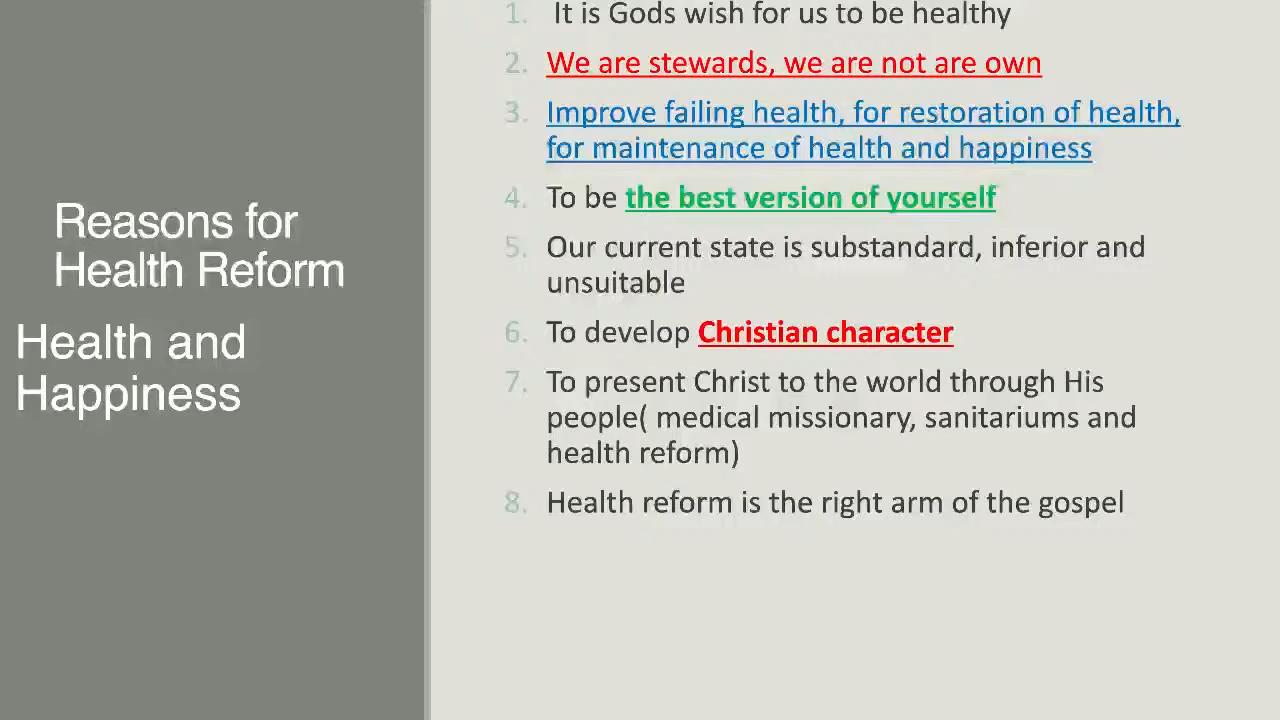 Reasons for
Health Reform
Health and
Happiness
1. It is Gods wish for us to be healthy
2. We are stewards, we are not are own
3. Improve failing health, for restoration of health,
for maintenance of health and happiness
4. To be the best version of yourself
5. Our current state is substandard, inferior and
unsuitable
6. To develop Christian character
7. To present Christ to the world through His
people( medical missionary, sanitariums and
health reform)
8. Health reform is the right arm of the gospel